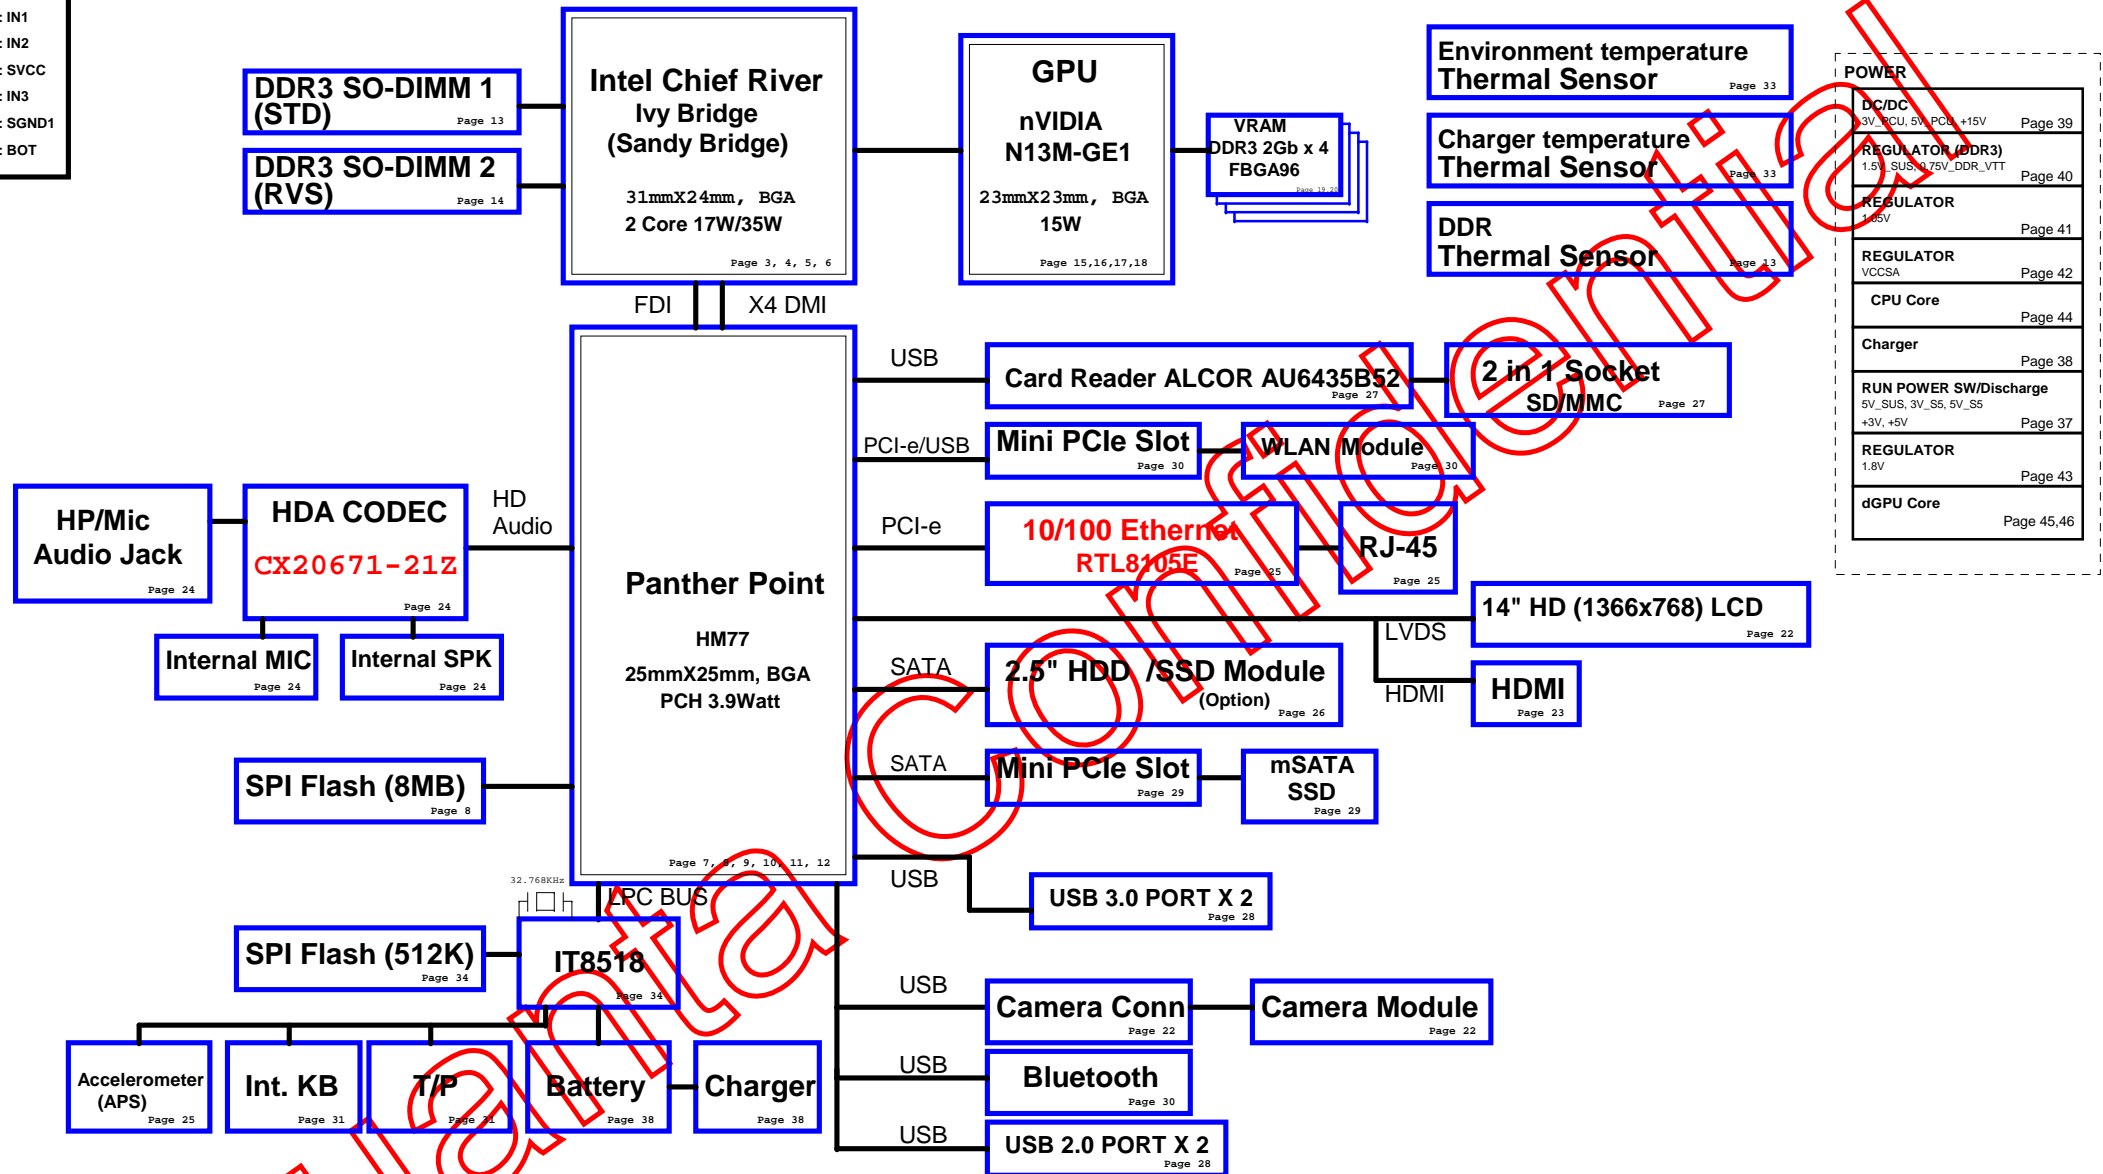 : IN1
: IN2
: SVCC
: IN3
: SGND1
: BOT
DDR3 SO-DIMM 1
(STD)
Page 13
DDR3 SO-DIMM 2
(RVS)
Page 14
Intel Chief River
Ivy Bridge
(Sandy Bridge)
31mmX24mm, BGA
2 Core 17W/35W
Page 3, 4, 5, 6
GPU
nVIDIA
N13M-GE1
23mmX23mm, BGA
15W
Page 15,16,17,18
VRAM
DDR3 2Gb x 4
FBGA96
Page 19,20
Environment temperature
Thermal Sensor
Page 33
Charger temperature
Thermal Sensor
Page 33
DDR
Thermal Sensor
Page 13
POWER
DC/DC
3V_PCU, 5V_PCU, +15V
Page 39
REGULATOR (DDR3)
1.5V_SUS, 0.75V_DDR_VTT
Page 40
REGULATOR
1.05V
Page 41
REGULATOR
VCCSA
Page 42
CPU Core
Page 44
Charger
Page 38
RUN POWER SW/Discharge
5V_SUS, 3V_S5, 5V_S5
+3V, +5V
Page 37
REGULATOR
1.8V
Page 43
dGPU Core
Page 45,46
FDI
X4 DMI
Panther Point
HM77
25mmX25mm, BGA
PCH 3.9Watt
Page 7, 8, 9, 10, 11, 12
USB
Card Reader ALCOR AU6435B52
Page 27
2 in 1 Socket
SD/MMC
Page 27
PCI-e/USB
Mini PCIe Slot
Page 30
WLAN Module
Page 30
PCI-e
10/100 Ethernet
RTL8105E
Page 25
RJ-45
Page 25
LVDS
14" HD (1366x768) LCD
Page 22
HDMI
HDMI
Page 23
SATA
2.5" HDD /SSD Module
(Option)
Page 26
SATA
Mini PCIe Slot
Page 29
mSATA
SSD
Page 29
USB
USB 3.0 PORT X 2
Page 28
USB
Camera Conn
Page 22
Camera Module
Page 22
USB
Bluetooth
Page 30
USB
USB 2.0 PORT X 2
Page 28
HP/Mic
Audio Jack
Page 24
HDA CODEC
CX20671-21Z
Page 24
HD
Audio
Internal MIC
Page 24
Internal SPK
Page 24
SPI Flash (8MB)
Page 8
32.768KHz
LPC BUS
SPI Flash (512K)
Page 34
IT8518
Page 34
Accelerometer
(APS)
Page 25
Int. KB
Page 31
T/P
Page 31
Battery
Page 38
Charger
Page 38
uanta Confidential